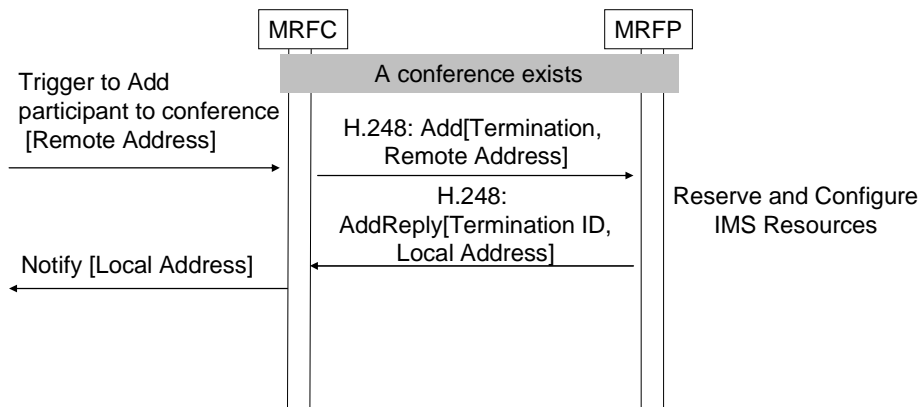 MRFC
MRFP
A conference exists
Trigger to Add
participant to conference
[Remote Address]
H.248: Add[Termination,
Remote Address]
H.248:
AddReply[Termination ID,
Local Address]
Reserve and Configure
IMS Resources
Notify [Local Address]